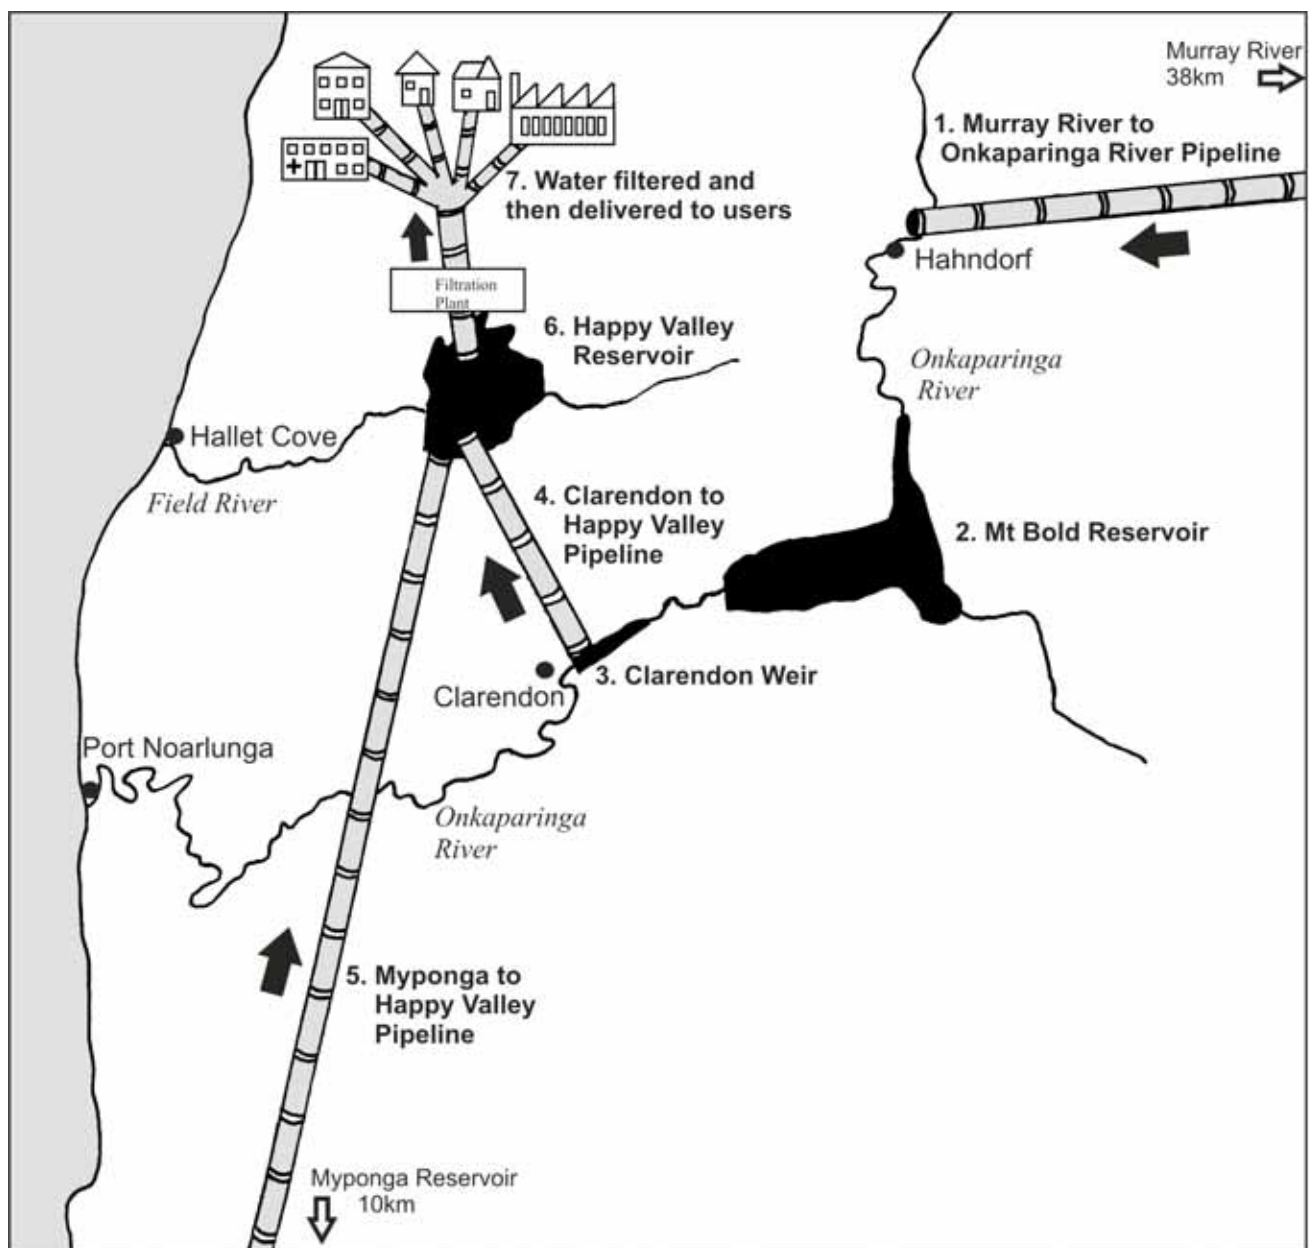 Murray River
38km
1. Murray River to
Onkaparinga River Pipeline
7. Water filtered and
then delivered to users
Hahndorf
Filtration
Plant
6. Happy Valley
Reservoir
Onkaparinga
River
Hallet Cove
Field River
4. Clarendon to
Happy Valley
Pipeline
2. Mt Bold Reservoir
3. Clarendon Weir
Clarendon
Port Noarlunga
Onkaparinga
River
5. Myponga to
Happy Valley
Pipeline
Myponga Reservoir
10km